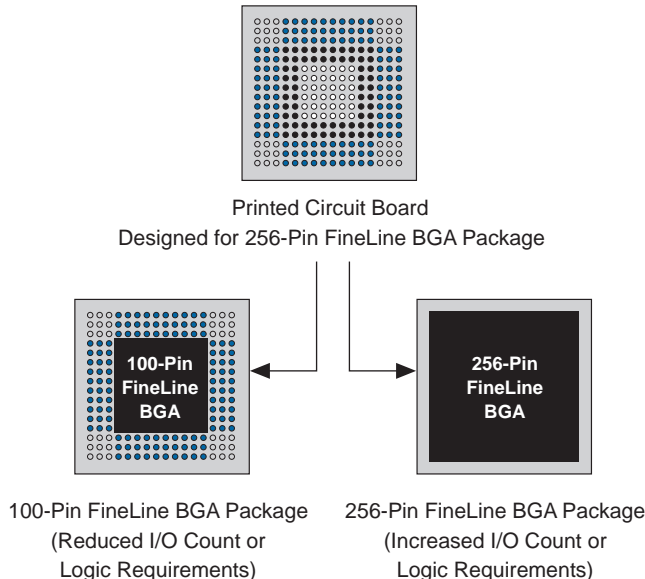 Printed Circuit Board
Designed for 256-Pin FineLine BGA Package
100-Pin
FineLine
BGA
256-Pin
FineLine
BGA
100-Pin FineLine BGA Package
(Reduced I/O Count or
Logic Requirements)
256-Pin FineLine BGA Package
(Increased I/O Count or
Logic Requirements)